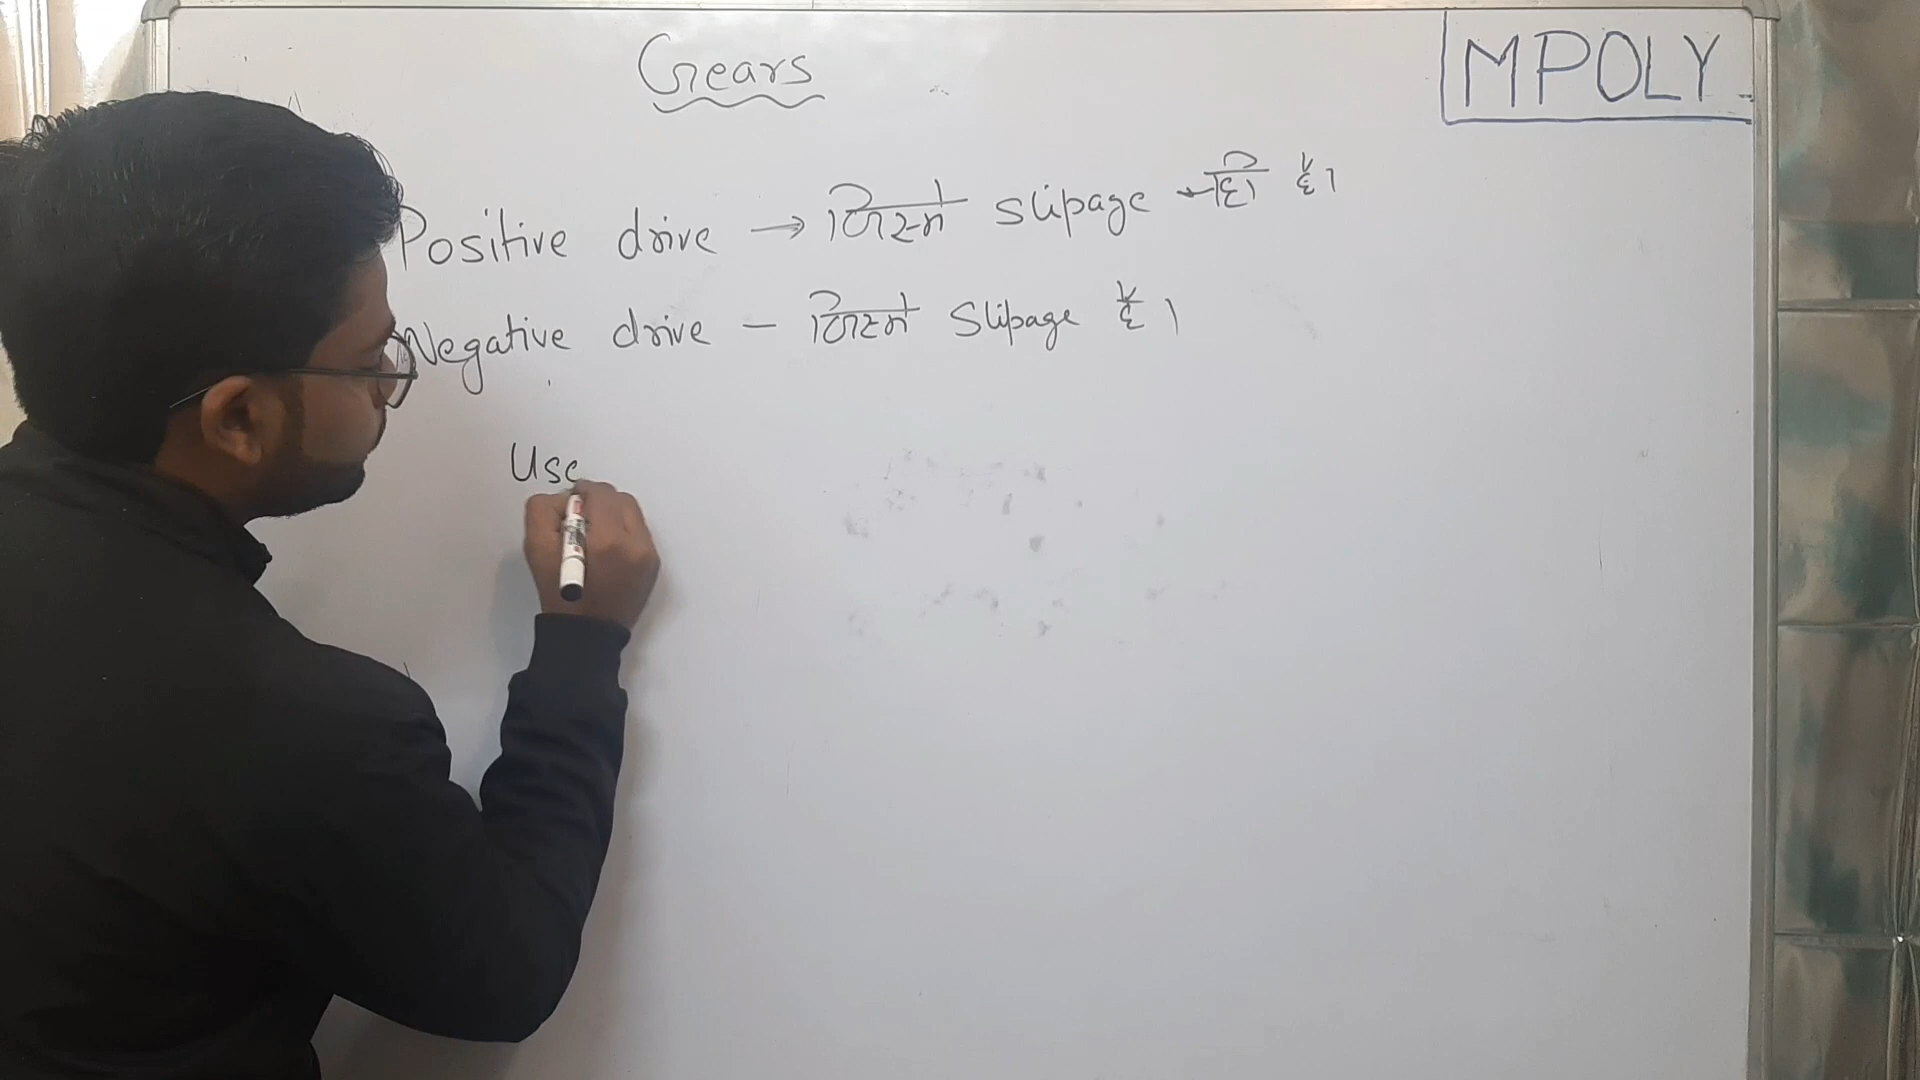 Gears
MPOLY
Positive drive → जिसमे slipage नही है।
Negative drive - जिसमे slipage है।
Use